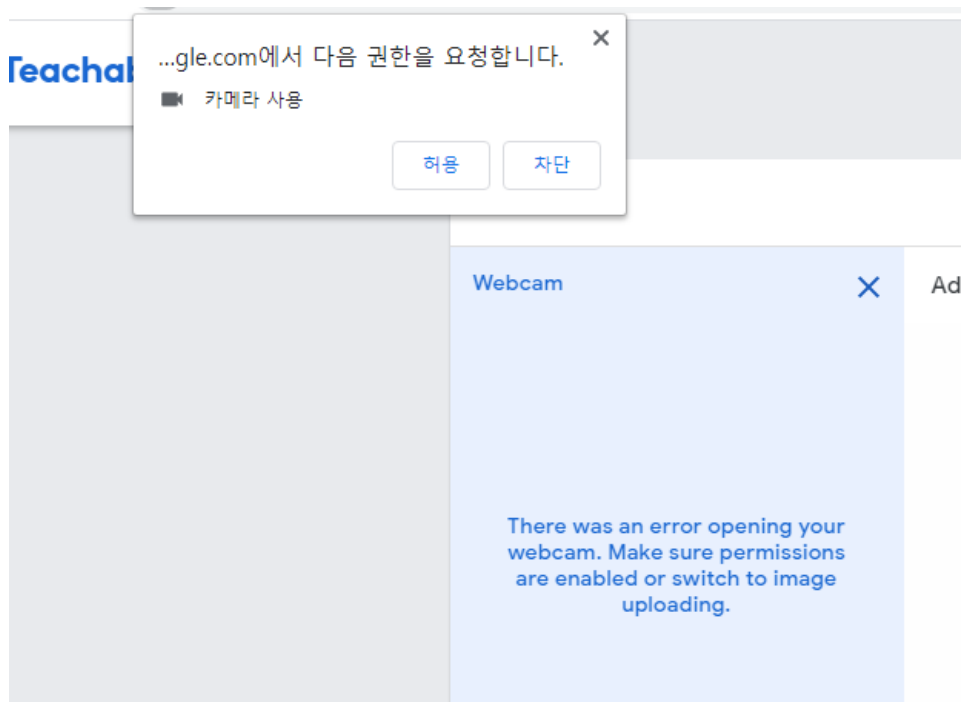 ...gle.com에서 다음 권한을 요청합니다.
Teachab
카메라 사용
허용 차단
Webcam
Ad
There was an error opening your
webcam. Make sure permissions
are enabled or switch to image
uploading.